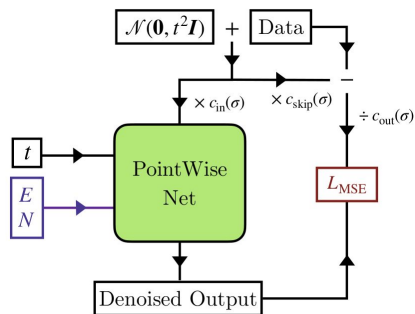 𝒩(0, t²I) + Data
× c_in(σ) × c_skip(σ) −
÷ c_out(σ)
t
PointWise
Net
E
N
L_MSE
Denoised Output